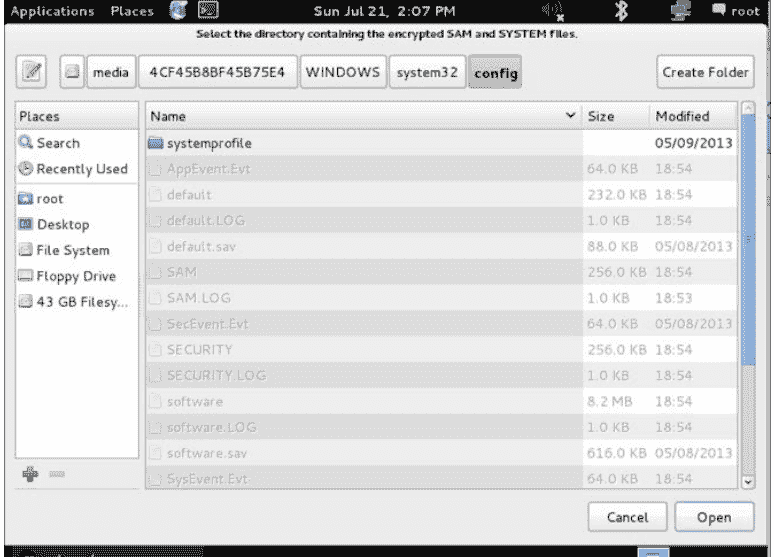 Applications Places Sun Jul 21, 2:07 PM root
Select the directory containing the encrypted SAM and SYSTEM files.
media 4CF45B8BF45B75E4 WINDOWS system32 config Create Folder
Places Name Size Modified
Search systemprofile 05/09/2013
Recently Used AppEvent.Evt 64.0 KB 18:54
root default 232.0 KB 18:54
Desktop default.LOG 1.0 KB 18:54
File System default.sav 88.0 KB 05/08/2013
Floppy Drive SAM 256.0 KB 18:54
43 GB Filesy... SAM.LOG 1.0 KB 18:53
SecEvent.Evt 64.0 KB 05/08/2013
SECURITY 256.0 KB 18:54
SECURITY.LOG 1.0 KB 18:54
software 8.2 MB 18:54
software.LOG 1.0 KB 18:54
software.sav 616.0 KB 05/08/2013
SysEvent.Evt 64.0 KB 18:54
Cancel Open